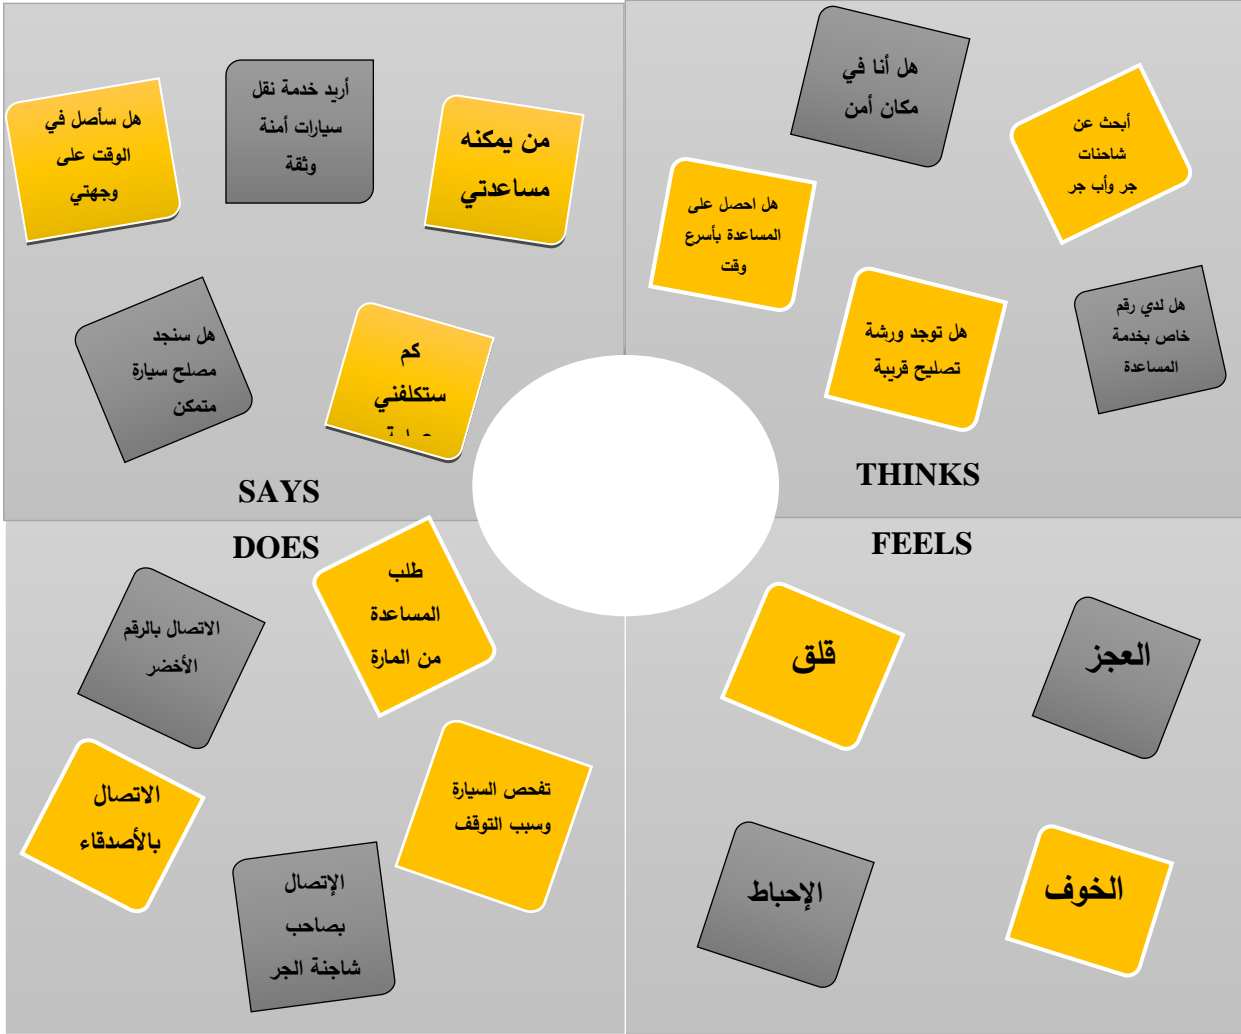 هل سأصل في
الوقت على
وجهتي
أريد خدمة نقل
سيارات أمنة
وثقة
من يمكنه
مساعدتي
هل سنجد
مصلح سيارة
متمكن
كم
ستكلفني
SAYS
هل أنا في
مكان أمن
أبحث عن
شاحنات
جر وأب جر
هل احصل على
المساعدة بأسرع
وقت
هل توجد ورشة
تصليح قريبة
هل لدي رقم
خاص بخدمة
المساعدة
THINKS
DOES
طلب
المساعدة
من المارة
الاتصال بالرقم
الأخضر
تفحص السيارة
وسبب التوقف
الاتصال
بالأصدقاء
الإتصال
بصاحب
شاجنة الجر
FEELS
قلق
العجز
الإحباط
الخوف